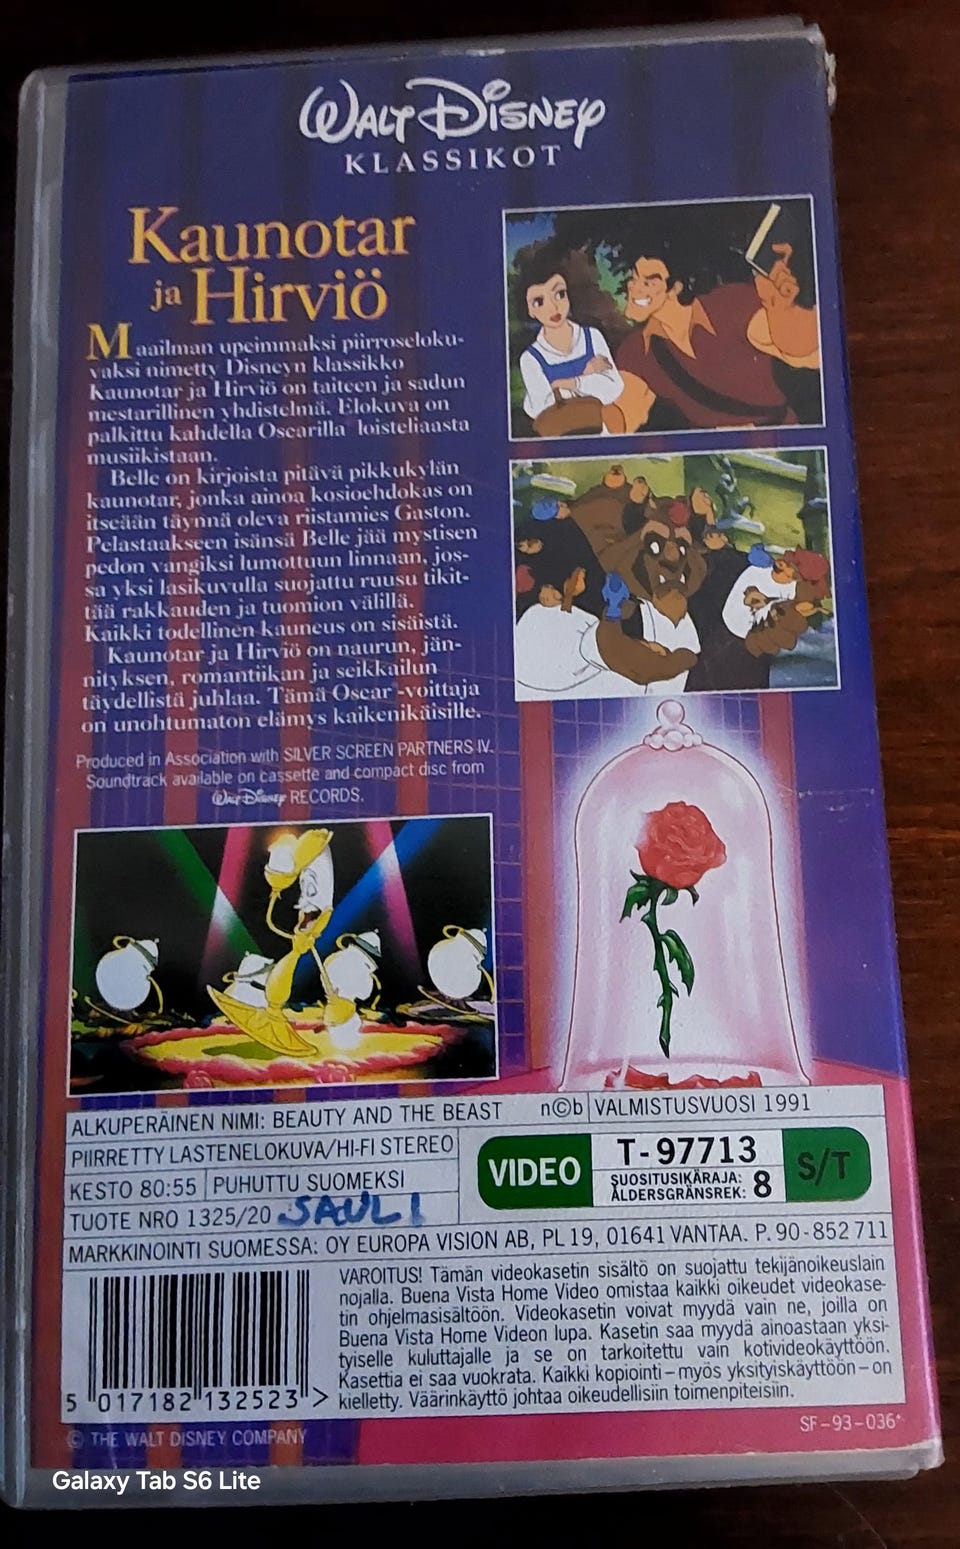 WALT DISNEY
KLASSIKOT
Kaunotar
ja Hirviö
Maailman upeimmaksi piirroseloku-
vaksi nimetty Disneyn klassikko
Kaunotar ja Hirviö on taiteen ja sadun
mestarillinen yhdistelmä. Elokuva on
palkittu kahdella Oscarilla loisteliaasta
musiikistaan.
Belle on kirjoista pitävä pikkukylän
kaunotar, jonka ainoa kosioehdokas on
itseään täynnä oleva riistamies Gaston.
Pelastaakseen isänsä Belle jää mystisen
pedon vangiksi lumottuun linnaan, jos-
sa yksi lasikuvulla suojattu ruusu tikit-
tää rakkauden ja tuomion välillä.
Kaikki todellinen kauneus on sisäistä.
Kaunotar ja Hirviö on naurun, jän-
nityksen, romantiikan ja seikkailun
täydellistä juhlaa. Tämä Oscar-voittaja
on unohtumaton elämys kaikenikäisille.
Produced in Association with SILVER SCREEN PARTNERS IV.
Soundtrack available on cassette and compact disc from
Walt Disney RECORDS.
ALKUPERÄINEN NIMI: BEAUTY AND THE BEAST n©b VALMISTUSVUOSI 1991
PIIRRETTY LASTENELOKUVA/HI-FI STEREO
KESTO 80:55 PUHUTTU SUOMEKSI
TUOTE NRO 1325/20 SAULI
VIDEO T-97713 S/T
SUOSITUSIKÄRAJA:
ÅLDERSGRÄNSREK: 8
MARKKINOINTI SUOMESSA: OY EUROPA VISION AB, PL 19, 01641 VANTAA. P. 90-852 711
VAROITUS! Tämän videokasetin sisältö on suojattu tekijänoikeuslain
nojalla. Buena Vista Home Video omistaa kaikki oikeudet videokase-
tin ohjelmasisältöön. Videokasetin voivat myydä vain ne, joilla on
Buena Vista Home Videon lupa. Kasetin saa myydä ainoastaan yksi-
tyiselle kuluttajalle ja se on tarkoitettu vain kotivideokäyttöön.
Kasettia ei saa vuokrata. Kaikki kopiointi – myös yksityiskäyttöön – on
kielletty. Väärinkäyttö johtaa oikeudellisiin toimenpiteisiin.
5 017182 132523 >
SF-93-036*
© THE WALT DISNEY COMPANY
Galaxy Tab S6 Lite